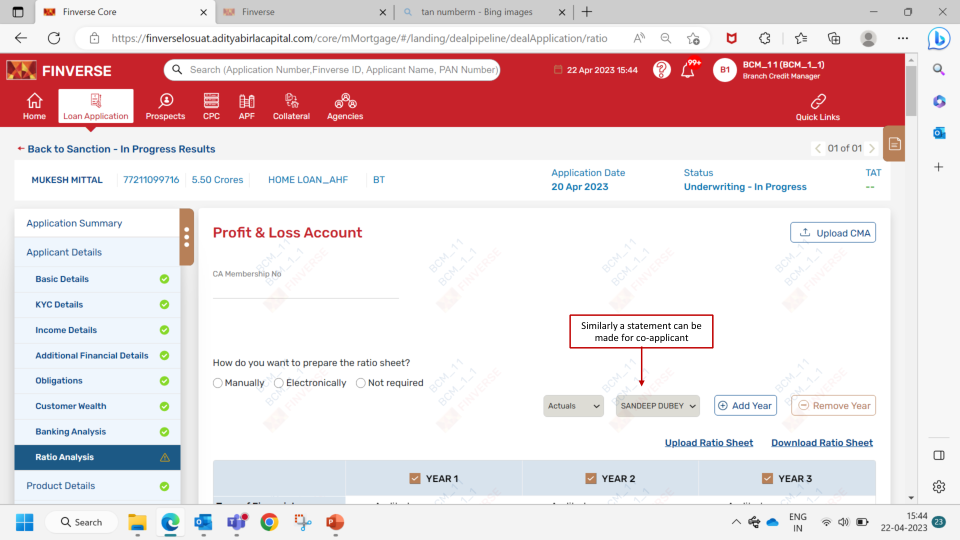 Finverse Core
Finverse
tan numberm - Bing images
https://finverselosuat.adityabirlacapital.com/core/mMortgage/#/landing/dealpipeline/dealApplication/ratio
FINVERSE
Search (Application Number,Finverse ID, Applicant Name, PAN Number)
22 Apr 2023 15:44
99+
B1
BCM_11 (BCM_1_1)
Branch Credit Manager
Home
Loan Application
Prospects
CPC
APF
Collateral
Agencies
Quick Links
Back to Sanction - In Progress Results
01 of 01
MUKESH MITTAL
77211099716
5.50 Crores
HOME LOAN_AHF
BT
Application Date
20 Apr 2023
Status
Underwriting - In Progress
TAT
--
Application Summary
Applicant Details
Basic Details
KYC Details
Income Details
Additional Financial Details
Obligations
Customer Wealth
Banking Analysis
Ratio Analysis
Product Details
Profit & Loss Account
Upload CMA
CA Membership No
Similarly a statement can be
made for co-applicant
How do you want to prepare the ratio sheet?
Manually
Electronically
Not required
Actuals
SANDEEP DUBEY
Add Year
Remove Year
Upload Ratio Sheet
Download Ratio Sheet
YEAR 1
YEAR 2
YEAR 3
BCM_11
BCM_1_1
FINVERSE
Search
ENG
IN
15:44
22-04-2023
23